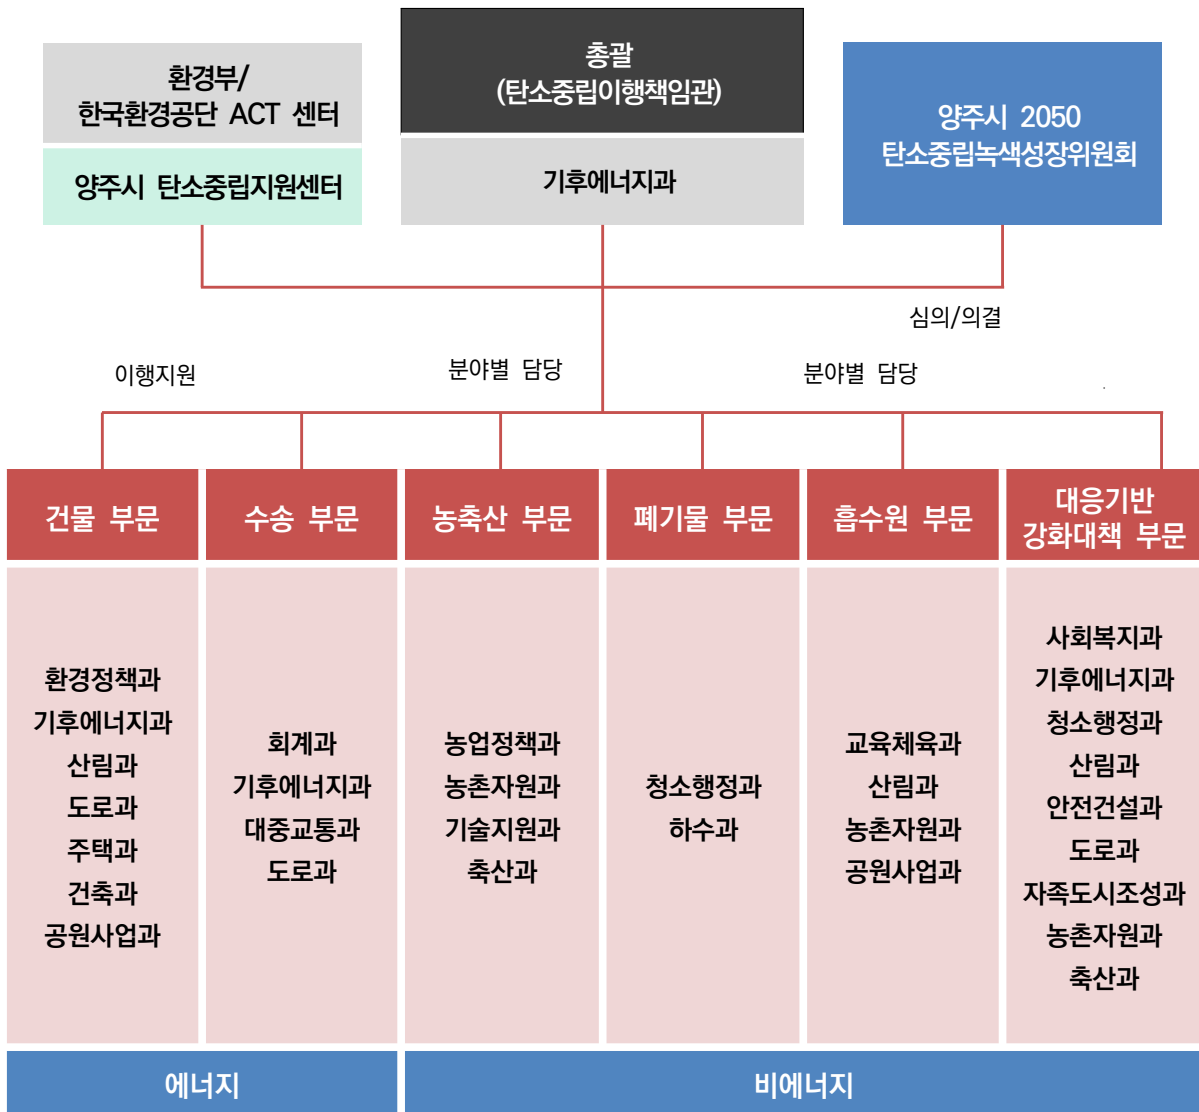 환경부/
한국환경공단 ACT 센터
양주시 탄소중립지원센터
총괄
(탄소중립이행책임관)
기후에너지과
양주시 2050
탄소중립녹색성장위원회
심의/의결
이행지원
분야별 담당
분야별 담당
건물 부문
수송 부문
농축산 부문
폐기물 부문
흡수원 부문
대응기반
강화대책 부문
환경정책과
기후에너지과
산림과
도로과
주택과
건축과
공원사업과
회계과
기후에너지과
대중교통과
도로과
농업정책과
농촌자원과
기술지원과
축산과
청소행정과
하수과
교육체육과
산림과
농촌자원과
공원사업과
사회복지과
기후에너지과
청소행정과
산림과
안전건설과
도로과
자족도시조성과
농촌자원과
축산과
에너지
비에너지